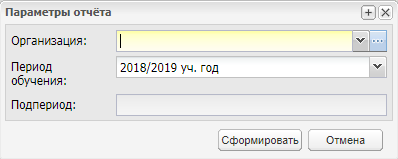 Параметры отчёта
Организация:
Период
обучения:
2018/2019 уч. год
Подпериод:
Сформировать
Отмена